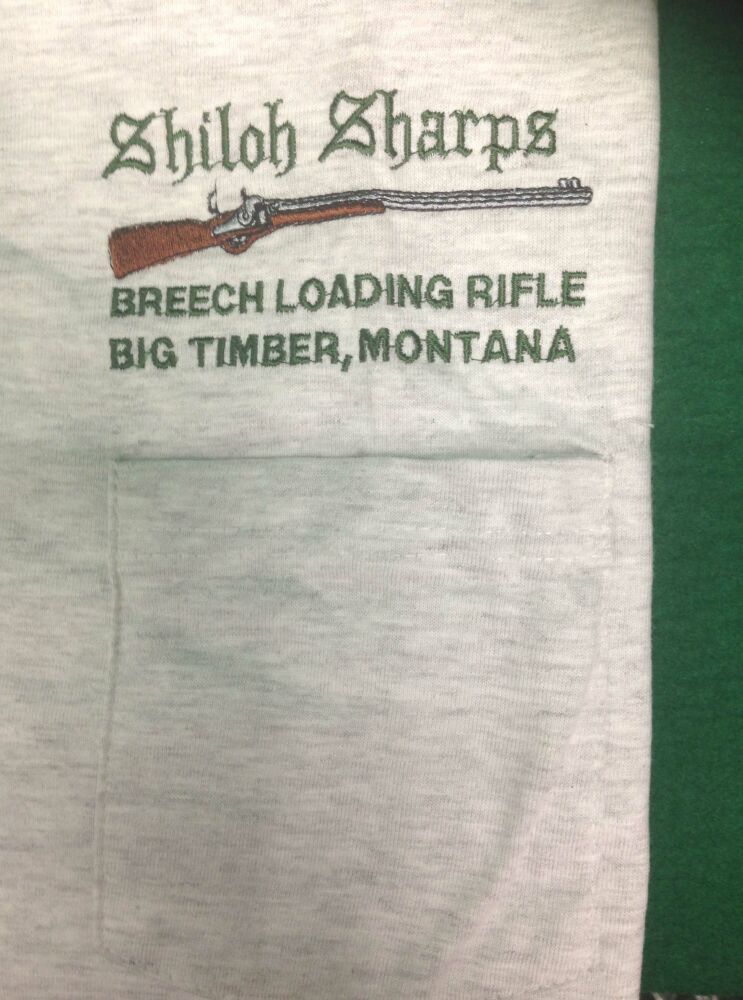 Shiloh Sharps
BREECH LOADING RIFLE
BIG TIMBER, MONTANA